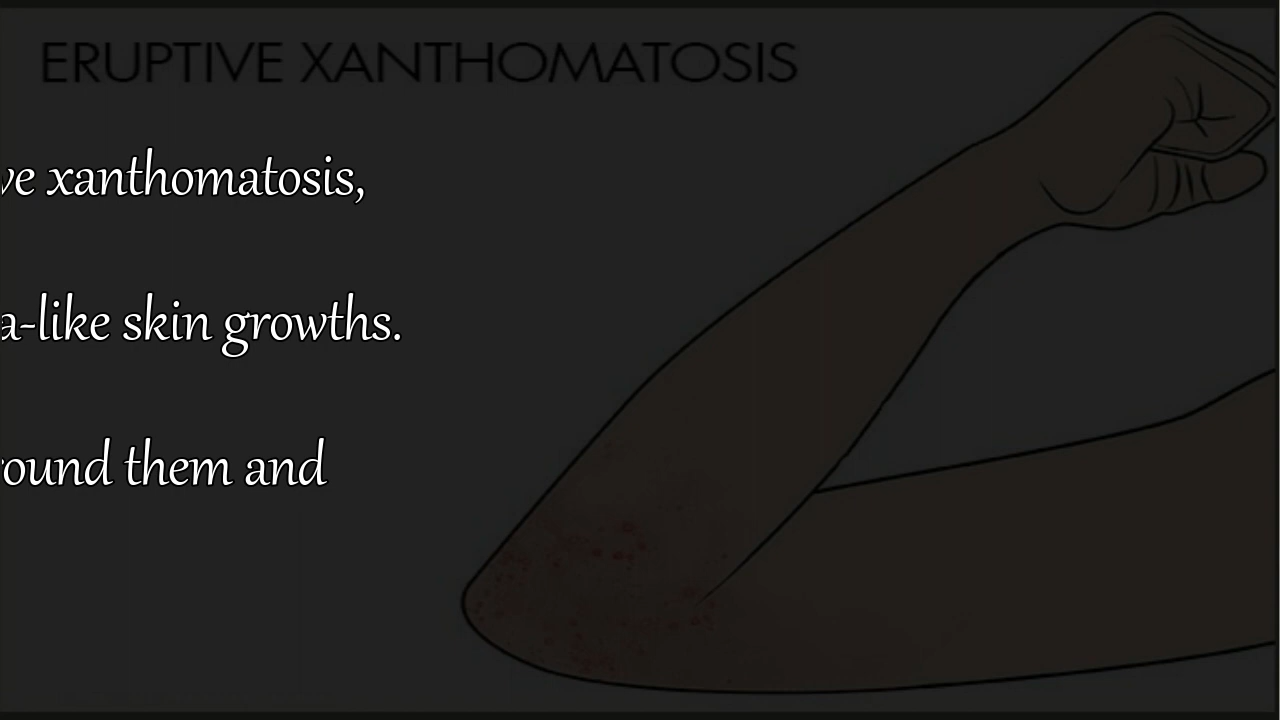 ERUPTIVE XANTHOMATOSIS
ve xanthomatosis,
a-like skin growths.
ound them and